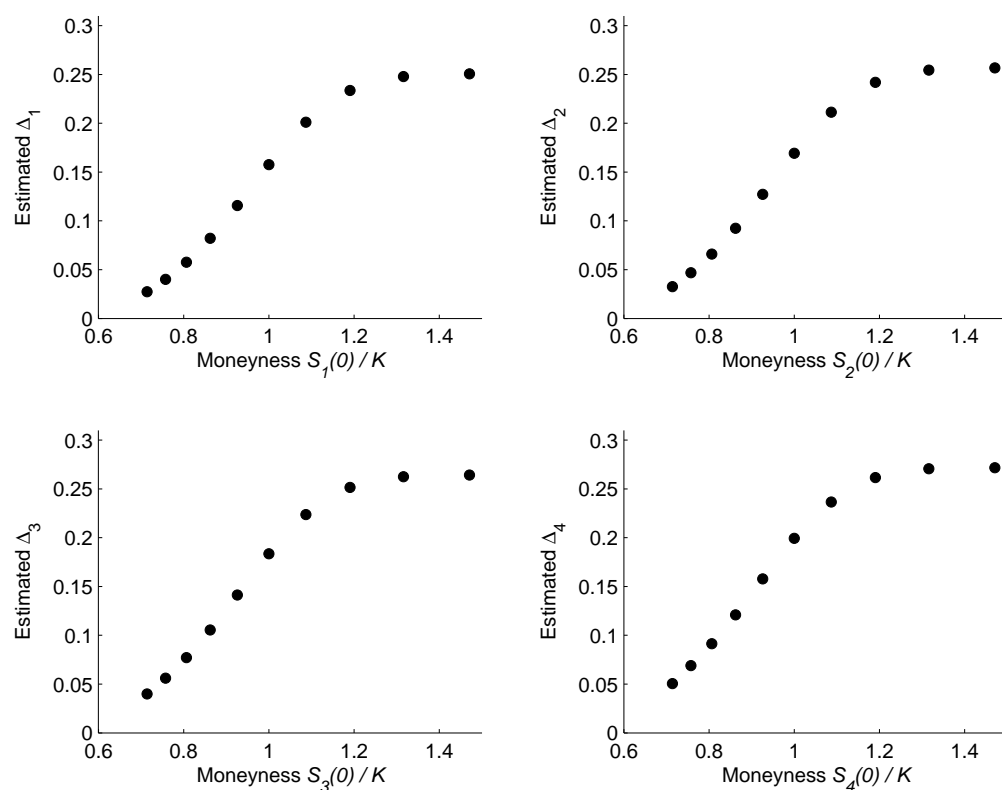 0.3
0.25
0.2
0.15
0.1
0.05
0
0.6 0.8 1 1.2 1.4
Estimated Δ1
Moneyness S1(0) / K
0.3
0.25
0.2
0.15
0.1
0.05
0
0.6 0.8 1 1.2 1.4
Estimated Δ2
Moneyness S2(0) / K
0.3
0.25
0.2
0.15
0.1
0.05
0
0.6 0.8 1 1.2 1.4
Estimated Δ3
Moneyness S3(0) / K
0.3
0.25
0.2
0.15
0.1
0.05
0
0.6 0.8 1 1.2 1.4
Estimated Δ4
Moneyness S4(0) / K